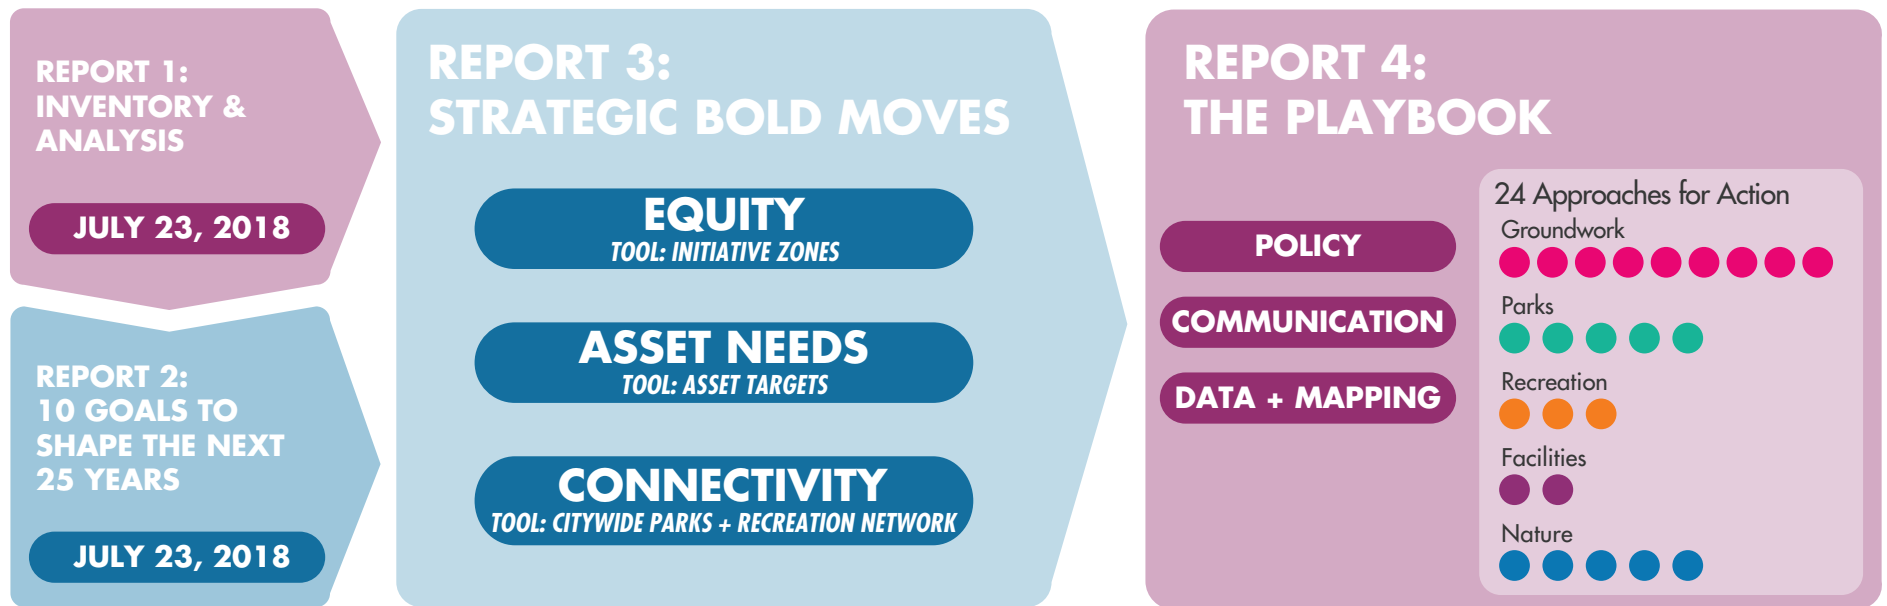 REPORT 1:
INVENTORY &
ANALYSIS
JULY 23, 2018
REPORT 2:
10 GOALS TO
SHAPE THE NEXT
25 YEARS
JULY 23, 2018
REPORT 3:
STRATEGIC BOLD MOVES
EQUITY
TOOL: INITIATIVE ZONES
ASSET NEEDS
TOOL: ASSET TARGETS
CONNECTIVITY
TOOL: CITYWIDE PARKS + RECREATION NETWORK
REPORT 4:
THE PLAYBOOK
POLICY
COMMUNICATION
DATA + MAPPING
24 Approaches for Action
Groundwork
Parks
Recreation
Facilities
Nature